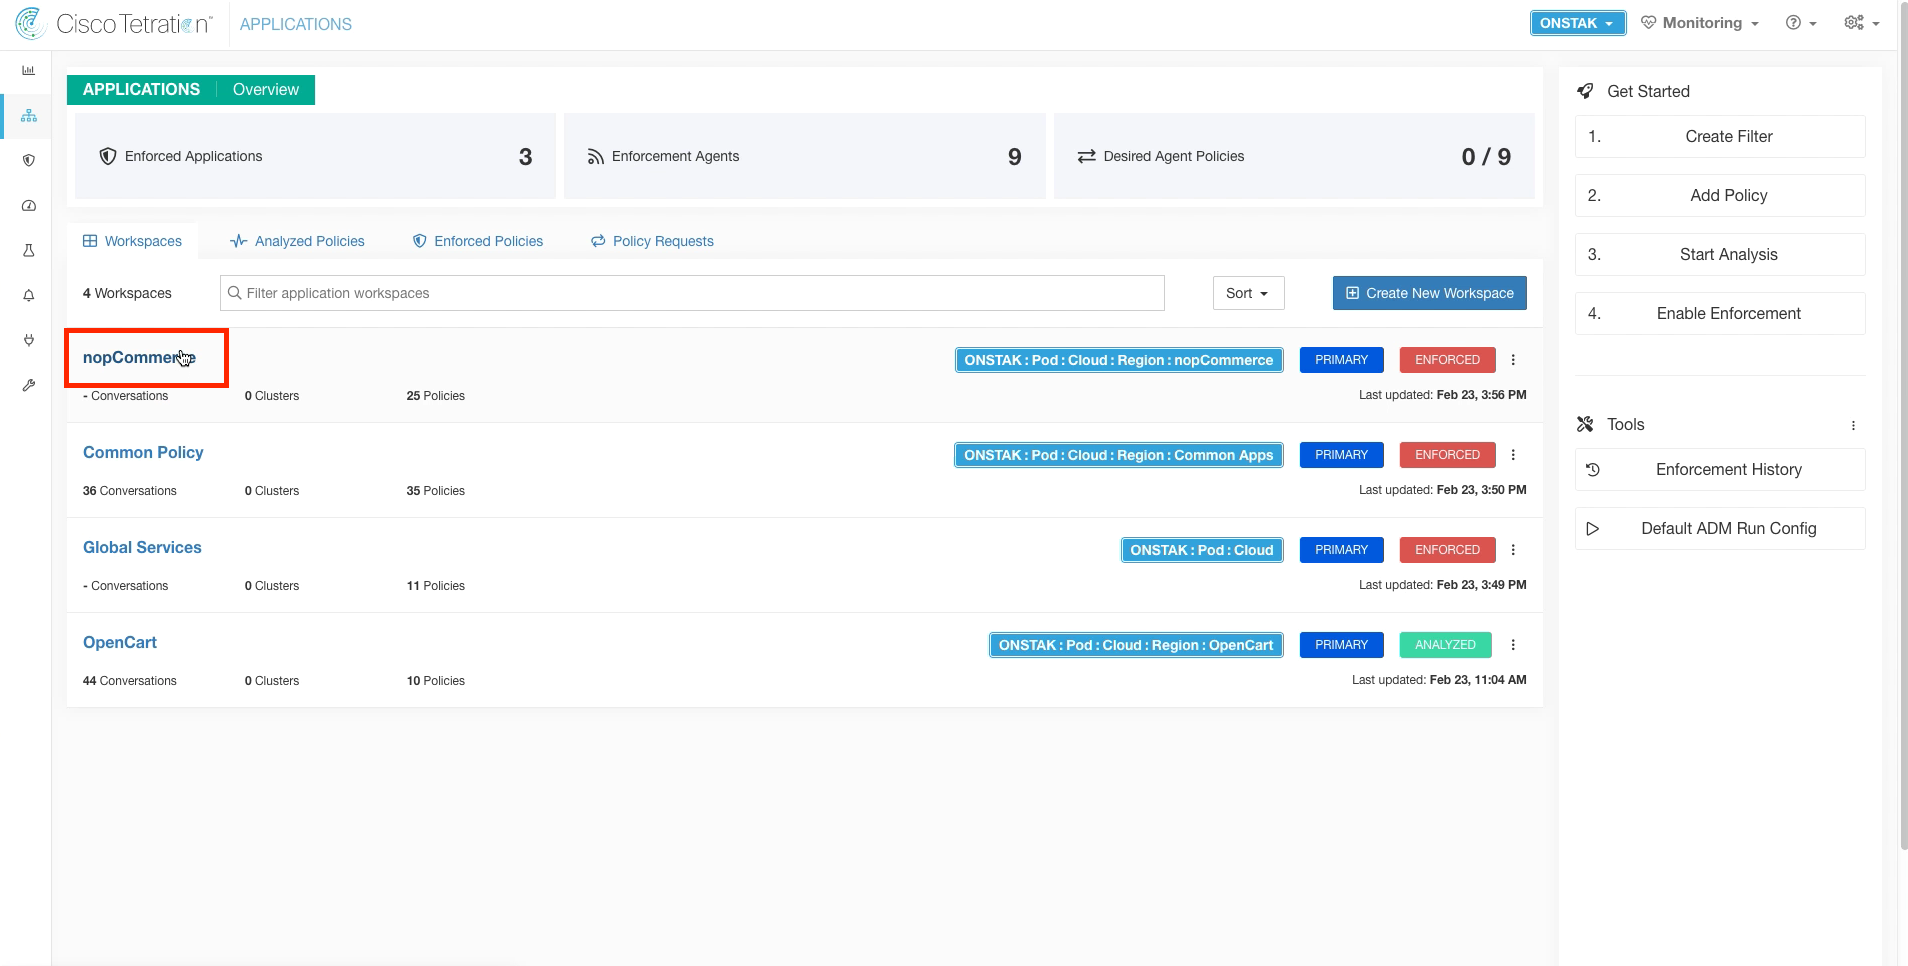 Cisco Tetration™ APPLICATIONS ONSTAK Monitoring
APPLICATIONS Overview
Enforced Applications 3
Enforcement Agents 9
Desired Agent Policies 0 / 9
Workspaces Analyzed Policies Enforced Policies Policy Requests
4 Workspaces Filter application workspaces Sort Create New Workspace
nopCommerce ONSTAK : Pod : Cloud : Region : nopCommerce PRIMARY ENFORCED
- Conversations 0 Clusters 25 Policies Last updated: Feb 23, 3:56 PM
Common Policy ONSTAK : Pod : Cloud : Region : Common Apps PRIMARY ENFORCED
36 Conversations 0 Clusters 35 Policies Last updated: Feb 23, 3:50 PM
Global Services ONSTAK : Pod : Cloud PRIMARY ENFORCED
- Conversations 0 Clusters 11 Policies Last updated: Feb 23, 3:49 PM
OpenCart ONSTAK : Pod : Cloud : Region : OpenCart PRIMARY ANALYZED
44 Conversations 0 Clusters 10 Policies Last updated: Feb 23, 11:04 AM
Get Started
1. Create Filter
2. Add Policy
3. Start Analysis
4. Enable Enforcement
Tools
Enforcement History
Default ADM Run Config